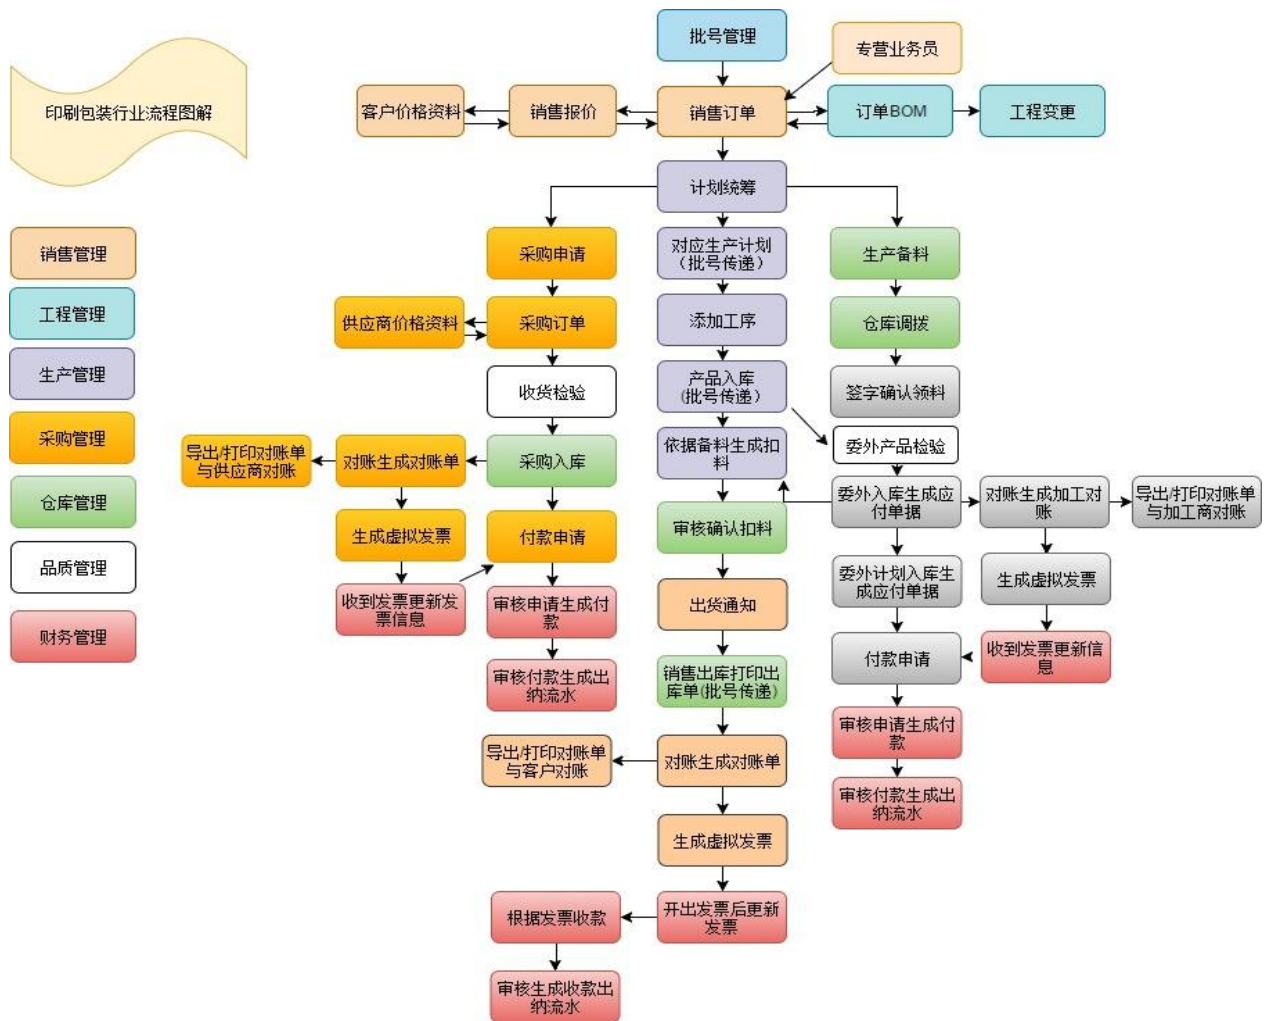 批号管理
专营业务员
印刷包装行业流程图解
客户价格资料
销售报价
销售订单
订单BOM
工程变更
计划统筹
销售管理
工程管理
生产管理
采购管理
仓库管理
品质管理
财务管理
采购申请
对应生产计划
（批号传递）
生产备料
供应商价格资料
采购订单
添加工序
仓库调拨
收货检验
产品入库
(批号传递）
签字确认领料
导出/打印对账单
与供应商对账
对账生成对账单
采购入库
依据备料生成扣
料
委外产品检验
委外入库生成应
付单据
对账生成加工对
账
导出/打印对账单
与加工商对账
生成虚拟发票
付款申请
审核确认扣料
委外计划入库生
成应付单据
生成虚拟发票
收到发票更新发
票信息
审核申请生成付
款
出货通知
付款申请
收到发票更新信
息
审核付款生成出
纳流水
销售出库打印出
库单(批号传递)
审核申请生成付
款
导出/打印对账单
与客户对账
对账生成对账单
审核付款生成出
纳流水
生成虚拟发票
根据发票收款
开出发票后更新
发票
审核生成收款出
纳流水